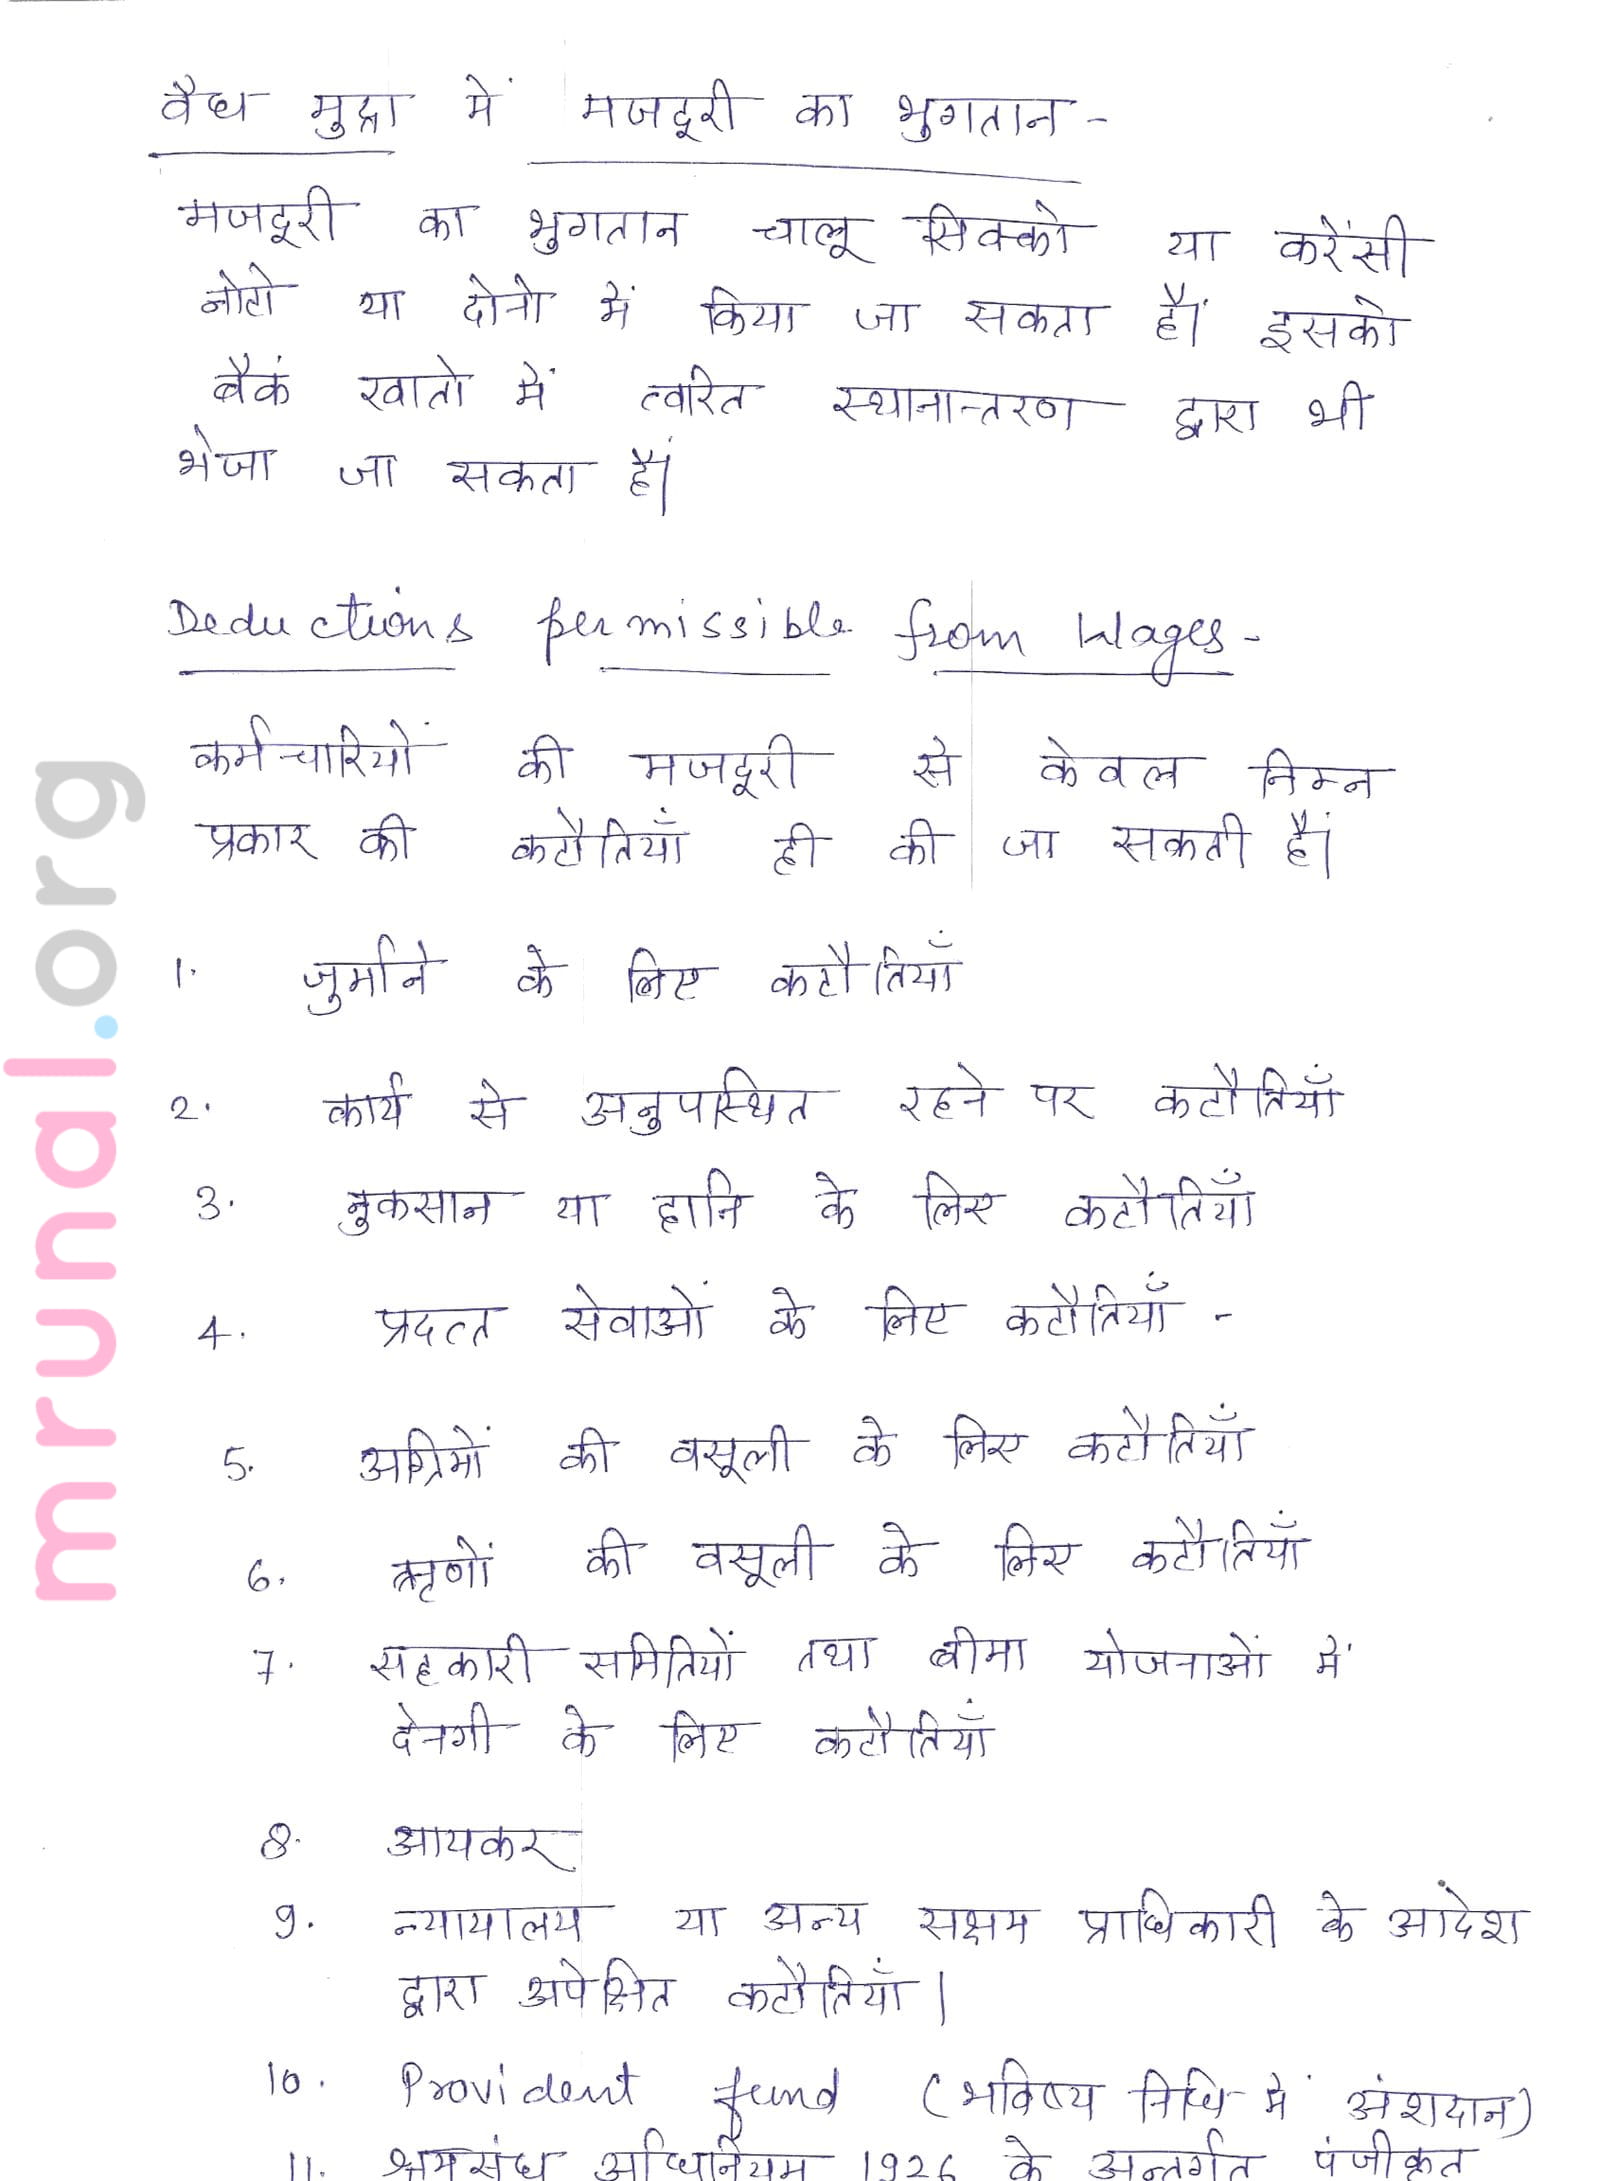 वैध मुद्रा में मजदूरी का भुगतान -
मजदूरी का भुगतान चालू सिक्को या करेंसी
नोटो या दोनो में किया जा सकता हैं। इसको
बैकं खातो में त्वरित स्थानान्तरण द्वारा भी
भेजा जा सकता हैं।
Deductions permissible from Wages -
कर्मचारियों की मजदूरी से केवल निम्न
प्रकार की कटौतियाँ ही की जा सकती हैं।
1. जुर्माने के लिए कटौतियाँ
2. कार्य से अनुपस्थित रहने पर कटौतियाँ
3. नुकसान या हानि के लिए कटौतियाँ
4. प्रदत्त सेवाओं के लिए कटौतियाँ -
5. अग्रिमों की वसूली के लिए कटौतियाँ
6. ऋणों की वसूली के लिए कटौतियाँ
7. सहकारी समितियों तथा बीमा योजनाओं में
देनगी के लिए कटौतियाँ
8. आयकर
9. न्यायालय या अन्य सक्षम प्राधिकारी के आदेश
द्वारा अपेक्षित कटौतियाँ।
10. Provident fund (भविष्य निधि में अंशदान)
11. श्रमसंघ अधिनियम 1926 के अन्तर्गत पंजीकृत
mrunal.org